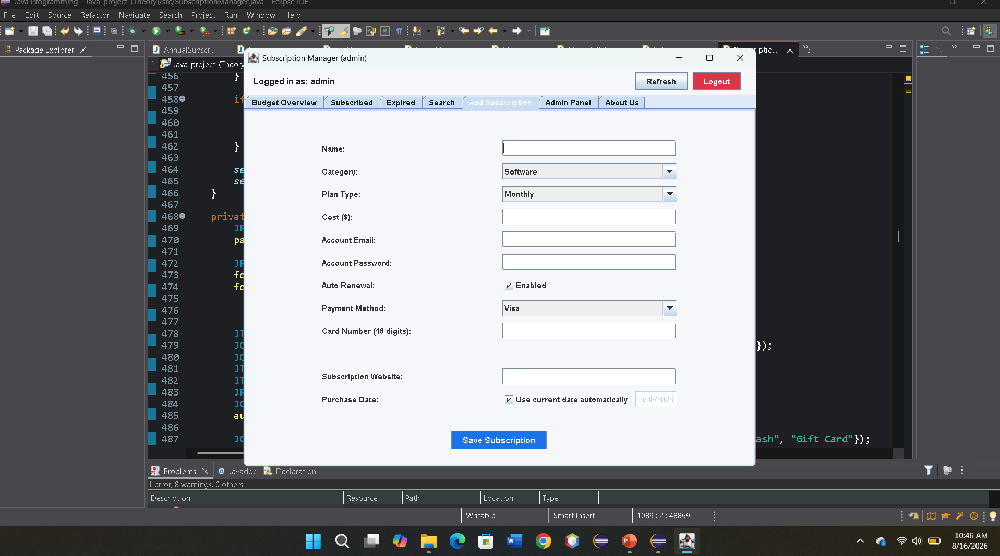 Java Programming - Java_project_(Theory)/src/SubscriptionManager.java - Eclipse IDE
File Edit Source Refactor Navigate Search Project Run Window Help
Package Explorer
AnnualSubscr...
Java_project_(Theory
Subscription Manager (admin)
Logged in as: admin
Refresh
Logout
Budget Overview
Subscribed
Expired
Search
Add Subscription
Admin Panel
About Us
Name:
Category: Software
Plan Type: Monthly
Cost ($):
Account Email:
Account Password:
Auto Renewal: Enabled
Payment Method: Visa
Card Number (16 digits):
Subscription Website:
Purchase Date: Use current date automatically 16/08/2026
Save Subscription
456 }
457
458 if
459
460
461
462 }
463
464 se
465 se
466 }
467
468 privat
469 JP
470 pa
471
472 JP
473 fo
474 fo
475
476
477
478 JT
479 JC });
480 JC
481 JT
482 JT
483 JP
484 JC
485 au
486
487 JC ash", "Gift Card"});
Problems
@ Javadoc
Declaration
1 error, 8 warnings, 0 others
Description Resource Path Location Type
Writable
Smart Insert
1089 : 2 : 48869
10:46 AM
8/16/2026